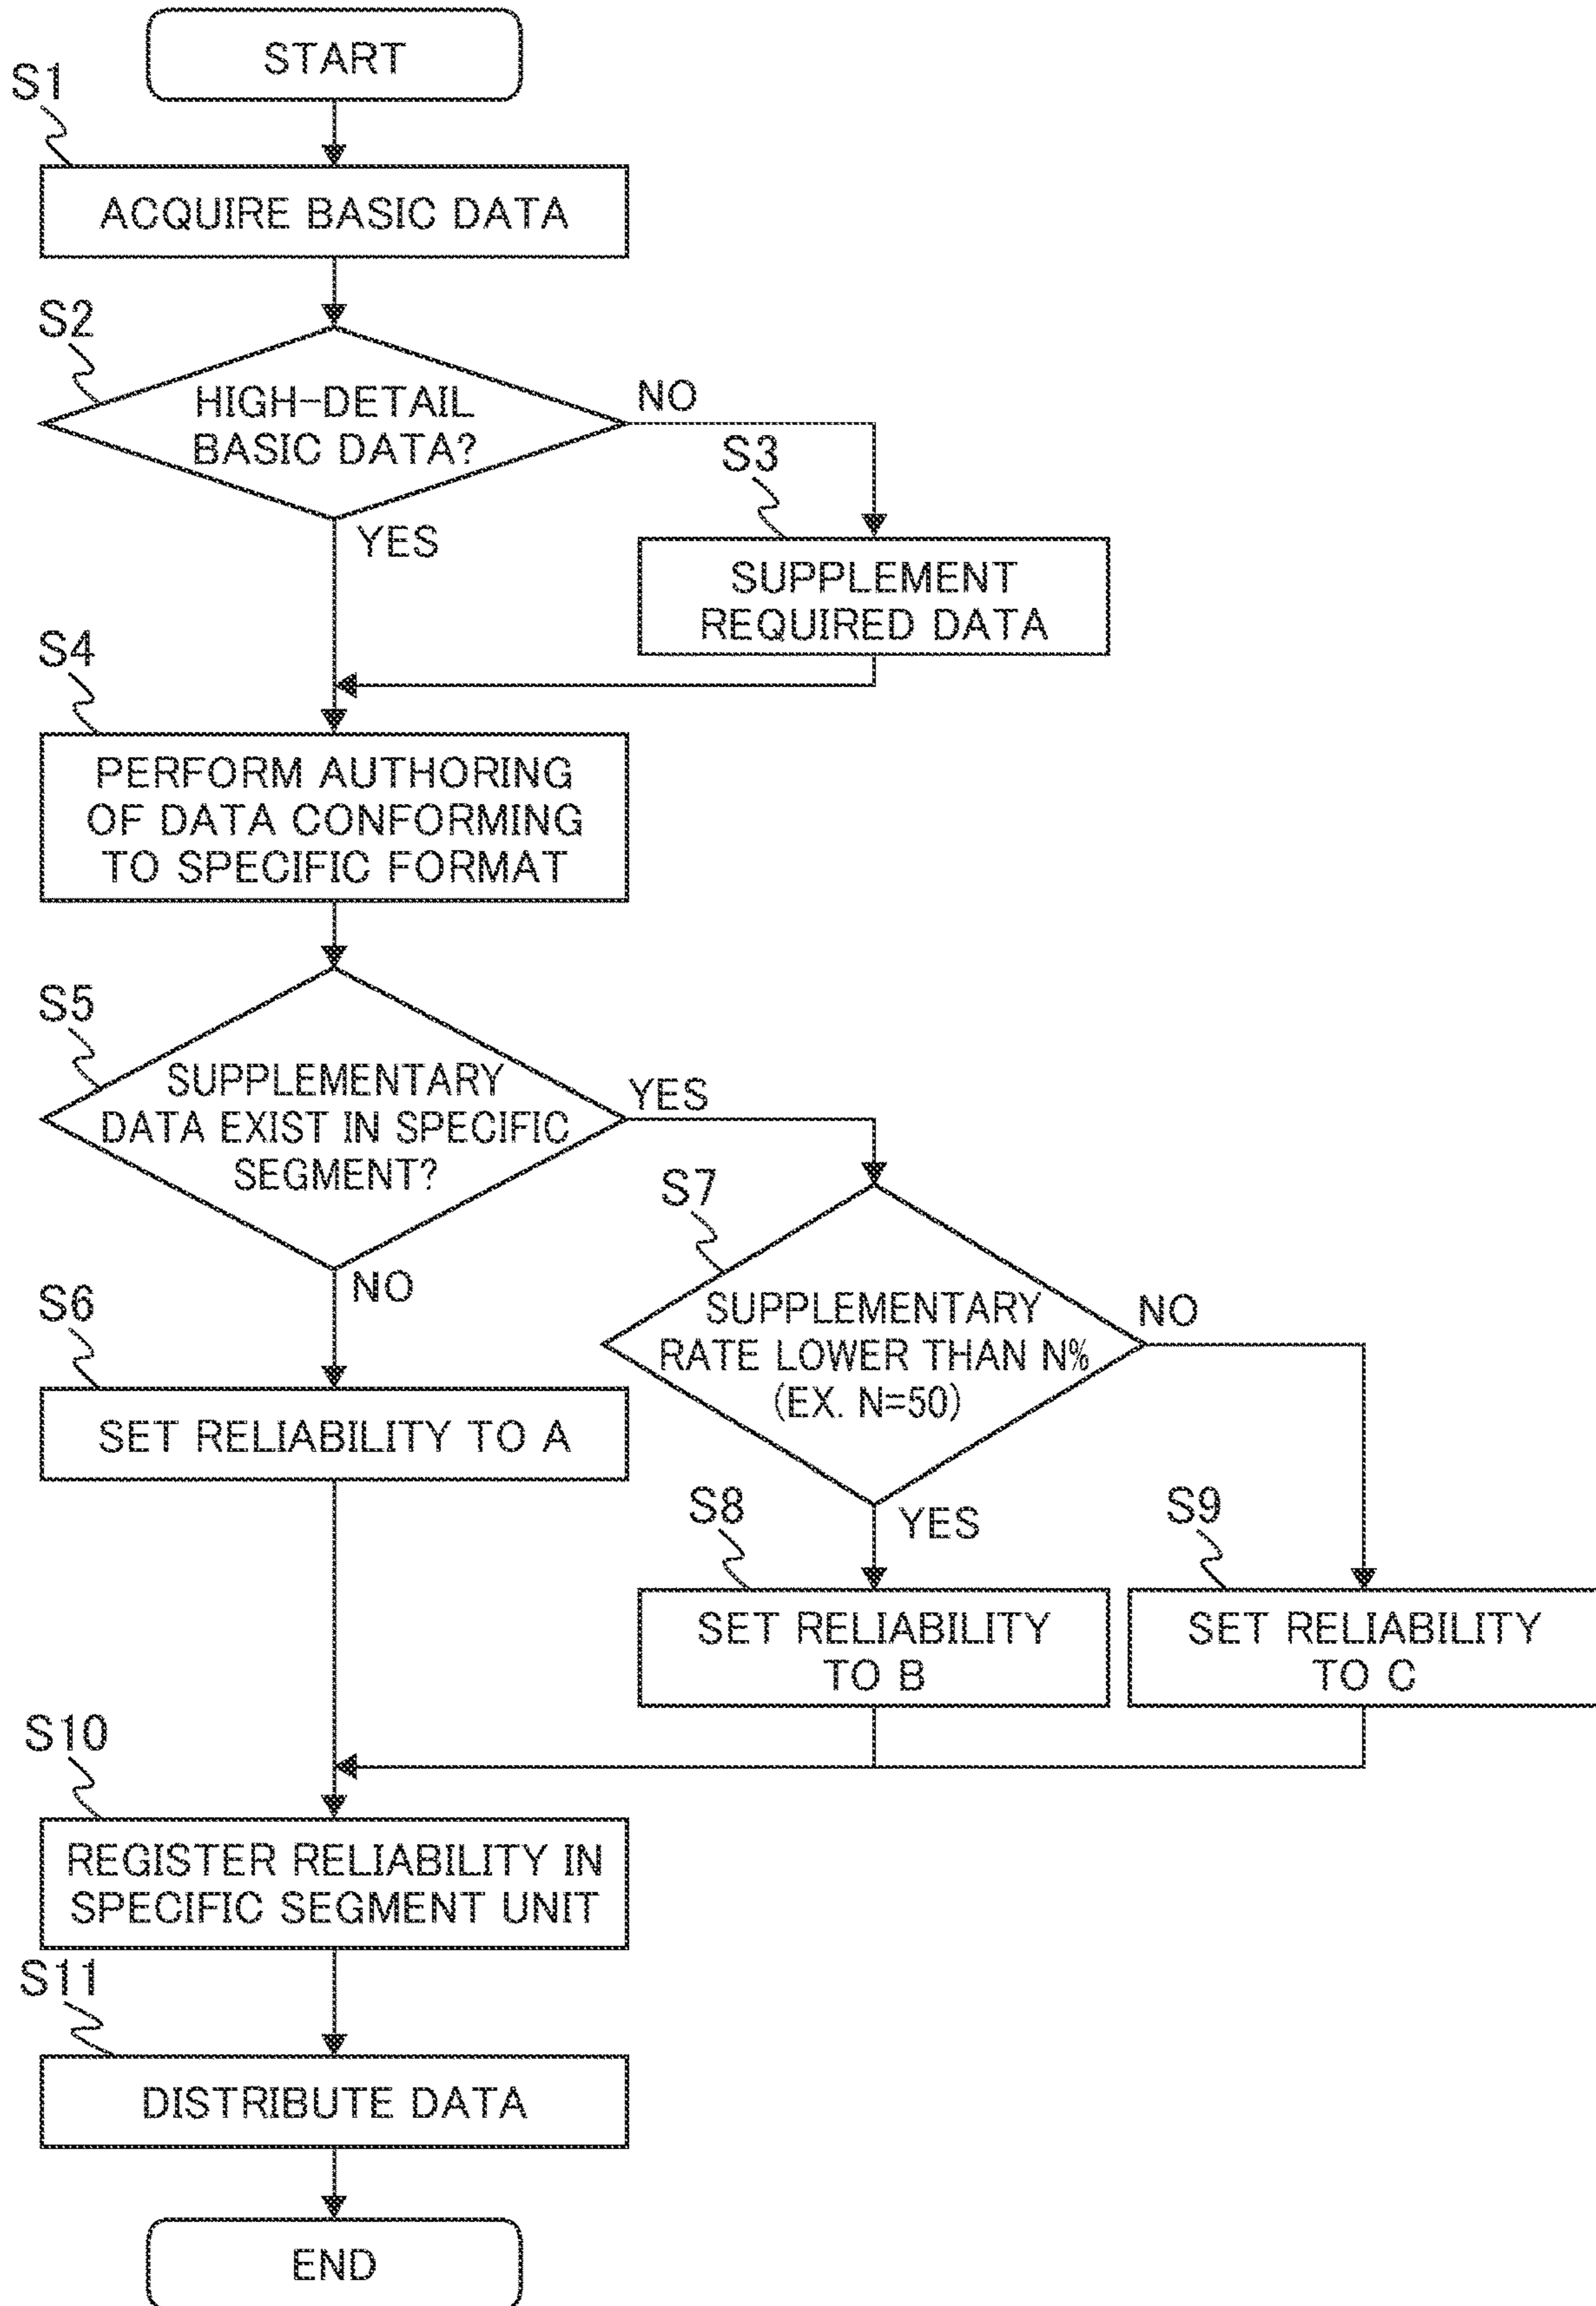 START
S1
ACQUIRE BASIC DATA
S2
HIGH-DETAIL
BASIC DATA?
NO
YES
S3
SUPPLEMENT
REQUIRED DATA
S4
PERFORM AUTHORING
OF DATA CONFORMING
TO SPECIFIC FORMAT
S5
SUPPLEMENTARY
DATA EXIST IN SPECIFIC
SEGMENT?
YES
NO
S6
SET RELIABILITY TO A
S7
SUPPLEMENTARY
RATE LOWER THAN N%
(EX. N=50)
NO
YES
S8
SET RELIABILITY
TO B
S9
SET RELIABILITY
TO C
S10
REGISTER RELIABILITY IN
SPECIFIC SEGMENT UNIT
S11
DISTRIBUTE DATA
END